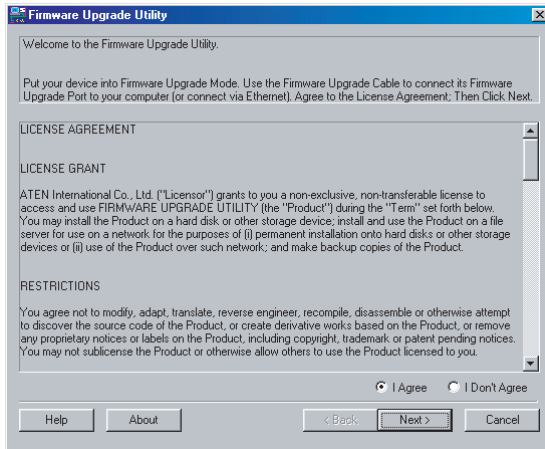 Firmware Upgrade Utility
Welcome to the Firmware Upgrade Utility.
Put your device into Firmware Upgrade Mode. Use the Firmware Upgrade Cable to connect its Firmware
Upgrade Port to your computer (or connect via Ethernet). Agree to the License Agreement; Then Click Next.
LICENSE AGREEMENT
LICENSE GRANT
ATEN International Co., Ltd. ("Licensor") grants to you a non-exclusive, non-transferable license to
access and use FIRMWARE UPGRADE UTILITY (the "Product") during the "Term" set forth below.
You may install the Product on a hard disk or other storage device; install and use the Product on a file
server for use on a network for the purposes of (i) permanent installation onto hard disks or other storage
devices or (ii) use of the Product over such network; and make backup copies of the Product.
RESTRICTIONS
You agree not to modify, adapt, translate, reverse engineer, recompile, disassemble or otherwise attempt
to discover the source code of the Product, or create derivative works based on the Product, or remove
any proprietary notices or labels on the Product, including copyright, trademark or patent pending notices.
You may not sublicense the Product or otherwise allow others to use the Product licensed to you.
I Agree I Don't Agree
Help About < Back Next > Cancel